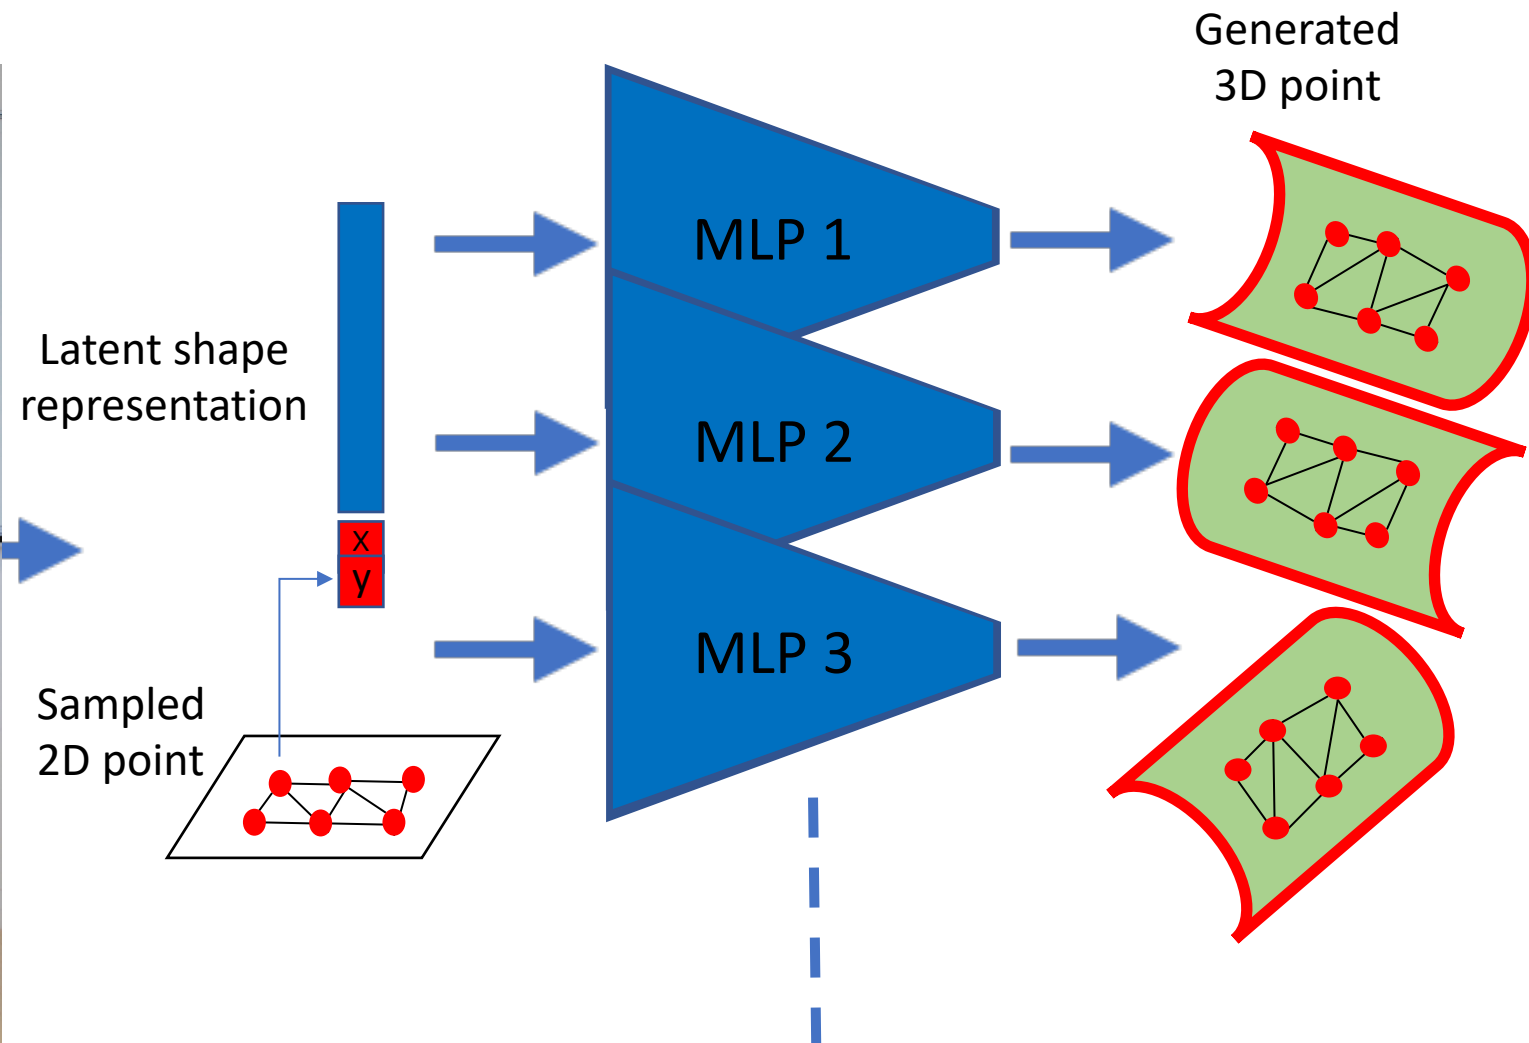 Generated
3D point
MLP 1
Latent shape
representation
MLP 2
x
y
MLP 3
Sampled
2D point